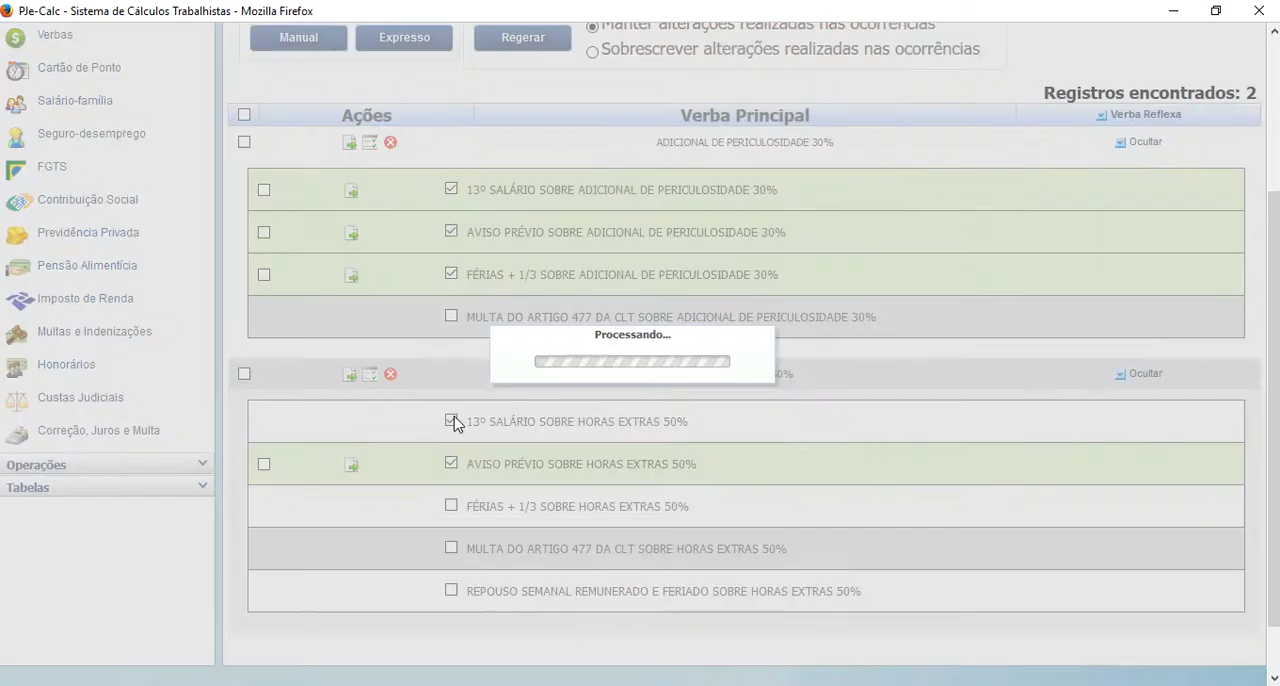 PJe-Calc - Sistema de Cálculos Trabalhistas - Mozilla Firefox
Verbas
Cartão de Ponto
Salário-família
Seguro-desemprego
FGTS
Contribuição Social
Previdência Privada
Pensão Alimentícia
Imposto de Renda
Multas e Indenizações
Honorários
Custas Judiciais
Correção, Juros e Multa
Operações
Tabelas
Manual
Expresso
Regerar
Manter alterações realizadas nas ocorrências
Sobrescrever alterações realizadas nas ocorrências
Registros encontrados: 2
Ações
Verba Principal
Verba Reflexa
ADICIONAL DE PERICULOSIDADE 30%
Ocultar
13º SALÁRIO SOBRE ADICIONAL DE PERICULOSIDADE 30%
AVISO PRÉVIO SOBRE ADICIONAL DE PERICULOSIDADE 30%
FÉRIAS + 1/3 SOBRE ADICIONAL DE PERICULOSIDADE 30%
MULTA DO ARTIGO 477 DA CLT SOBRE ADICIONAL DE PERICULOSIDADE 30%
Processando...
Ocultar
13º SALÁRIO SOBRE HORAS EXTRAS 50%
AVISO PRÉVIO SOBRE HORAS EXTRAS 50%
FÉRIAS + 1/3 SOBRE HORAS EXTRAS 50%
MULTA DO ARTIGO 477 DA CLT SOBRE HORAS EXTRAS 50%
REPOUSO SEMANAL REMUNERADO E FERIADO SOBRE HORAS EXTRAS 50%